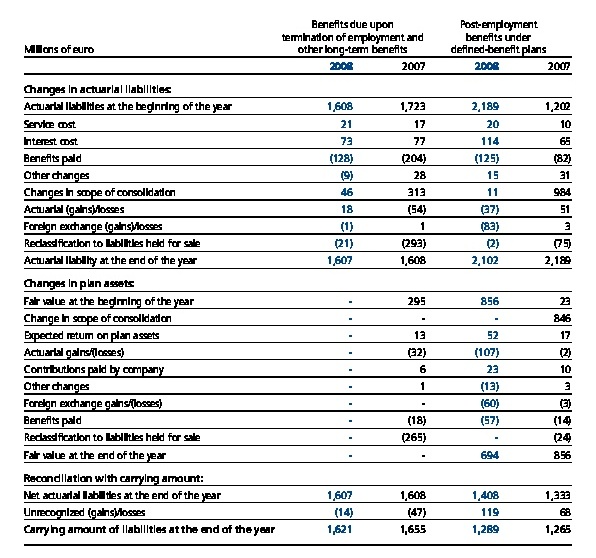 Benefits due upon Post-employment
termination of employment and benefits under
Millions of euro other long-term benefits defined-benefit plans
2008 2007 2008 2007
Changes in actuarial liabilities:
Actuarial liabilities at the beginning of the year 1,608 1,723 2,189 1,202
Service cost 21 17 20 10
Interest cost 73 77 114 65
Benefits paid (128) (204) (125) (82)
Other changes (9) 28 15 31
Changes in scope of consolidation 46 313 11 984
Actuarial (gains)/losses 18 (54) (37) 51
Foreign exchange (gains)/losses (1) 1 (83) 3
Reclassification to liabilities held for sale (21) (293) (2) (75)
Actuarial liability at the end of the year 1,607 1,608 2,102 2,189
Changes in plan assets:
Fair value at the beginning of the year - 295 856 23
Change in scope of consolidation - - - 846
Expected return on plan assets - 13 52 17
Actuarial gains/(losses) - (32) (107) (2)
Contributions paid by company - 6 23 10
Other changes - 1 (13) 3
Foreign exchange gains/(losses) - - (60) (3)
Benefits paid - (18) (57) (14)
Reclassification to liabilities held for sale - (265) - (24)
Fair value at the end of the year - - 694 856
Reconciliation with carrying amount:
Net actuarial liabilities at the end of the year 1,607 1,608 1,408 1,333
Unrecognized (gains)/losses (14) (47) 119 68
Carrying amount of liabilities at the end of the year 1,621 1,655 1,289 1,265